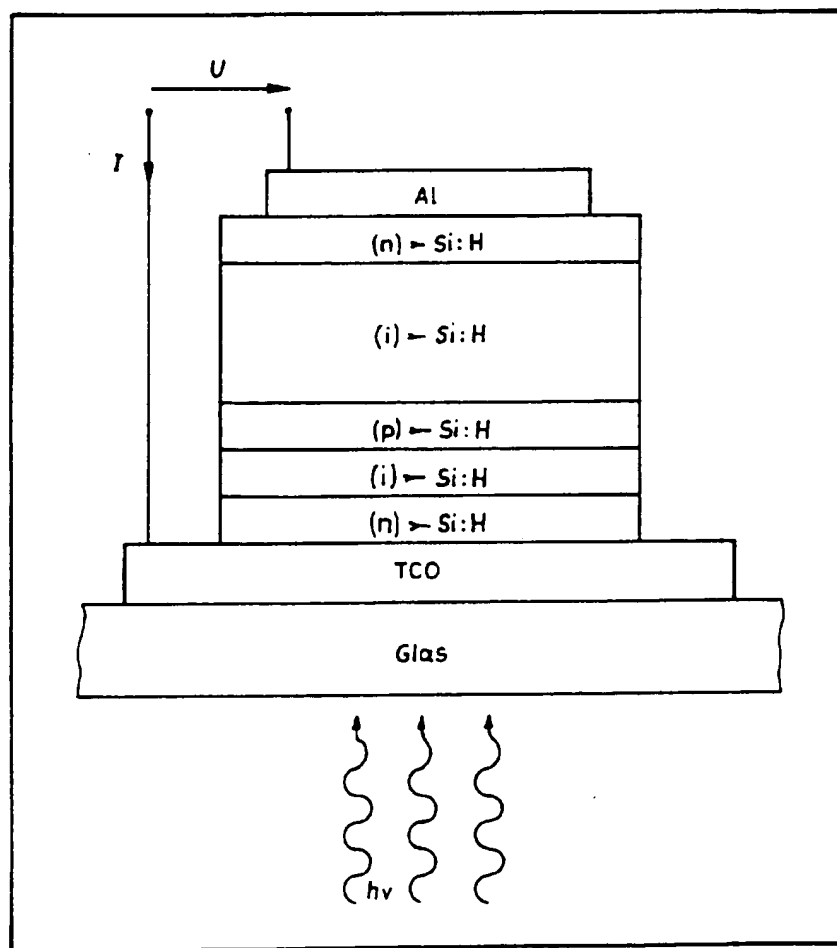 U
I
Al
(n) - Si:H
(i) - Si:H
(p) - Si:H
(i) - Si:H
(n) - Si:H
TCO
Glas
hν